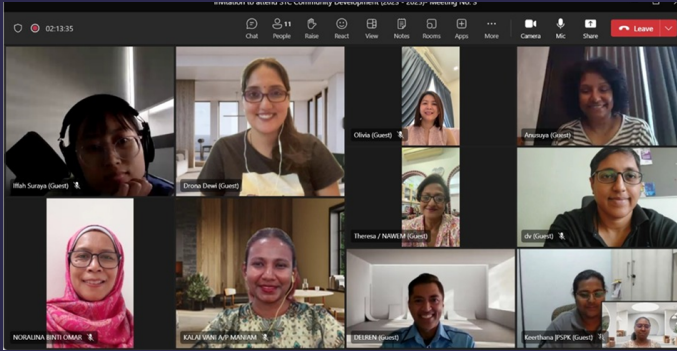 Invitation to attend STC Community Development (2023 - 2025)- Meeting No. 3
02:13:35
Chat
People 11
Raise
React
View
Notes
Rooms
Apps
More
Camera
Mic
Share
Leave
Iffah Suraya (Guest)
Drona Dewi (Guest)
Olivia (Guest)
Anusuya (Guest)
Theresa / NAWEM (Guest)
dv (Guest)
NORALINA BINTI OMAR
KALAI VANI A/P MANIAM
DELREN (Guest)
Keerthana JPSPK (Guest)